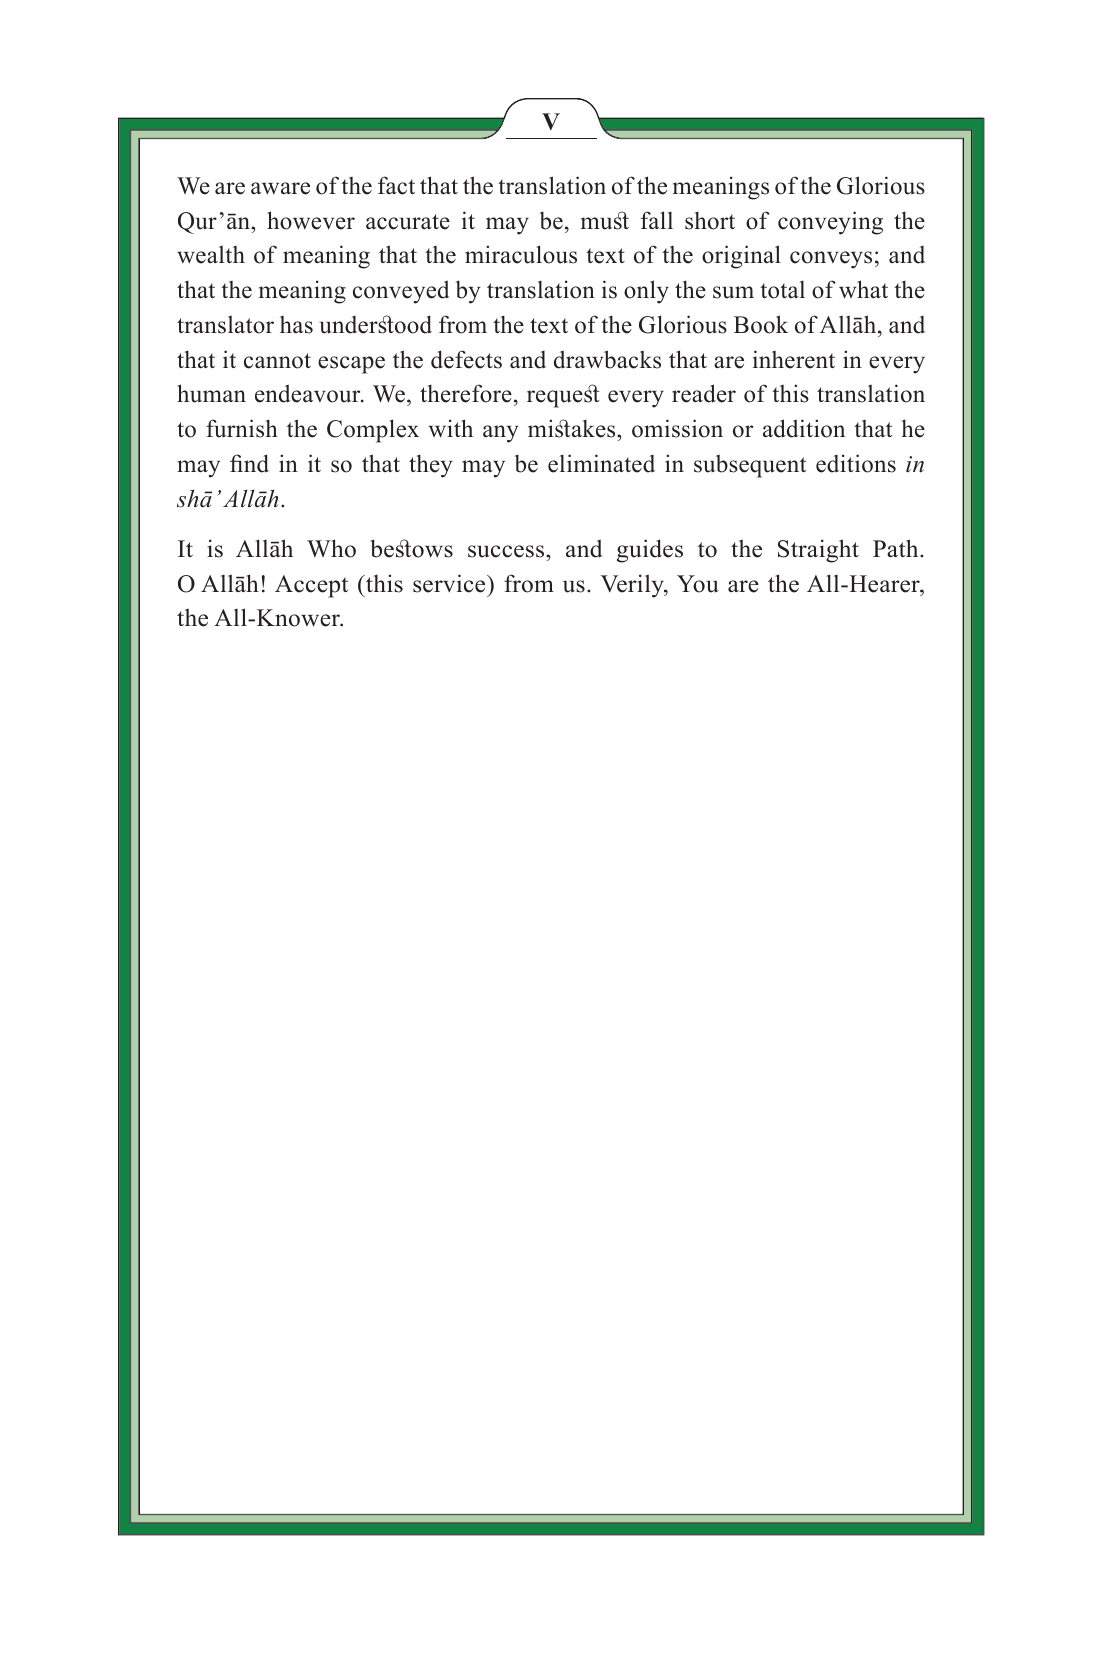 V
We are aware of the fact that the translation of the meanings of the Glorious
Qur’ān, however accurate it may be, must fall short of conveying the
wealth of meaning that the miraculous text of the original conveys; and
that the meaning conveyed by translation is only the sum total of what the
translator has understood from the text of the Glorious Book of Allāh, and
that it cannot escape the defects and drawbacks that are inherent in every
human endeavour. We, therefore, request every reader of this translation
to furnish the Complex with any mistakes, omission or addition that he
may find in it so that they may be eliminated in subsequent editions in
shā’ Allāh.
It is Allāh Who bestows success, and guides to the Straight Path.
O Allāh! Accept (this service) from us. Verily, You are the All-Hearer,
the All-Knower.